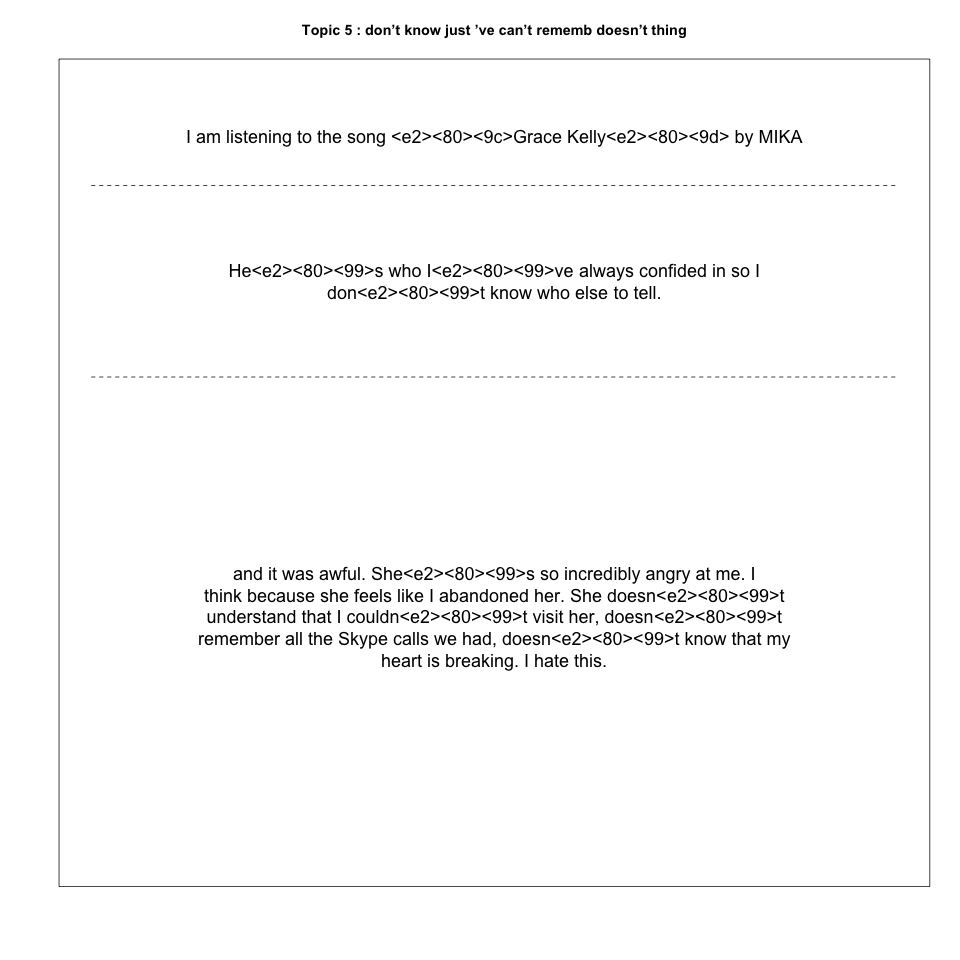 Topic 5 : don’t know just ’ve can’t rememb doesn’t thing
I am listening to the song <e2><80><9c>Grace Kelly<e2><80><9d> by MIKA
He<e2><80><99>s who I<e2><80><99>ve always confided in so I
don<e2><80><99>t know who else to tell.
and it was awful. She<e2><80><99>s so incredibly angry at me. I
think because she feels like I abandoned her. She doesn<e2><80><99>t
understand that I couldn<e2><80><99>t visit her, doesn<e2><80><99>t
remember all the Skype calls we had, doesn<e2><80><99>t know that my
heart is breaking. I hate this.